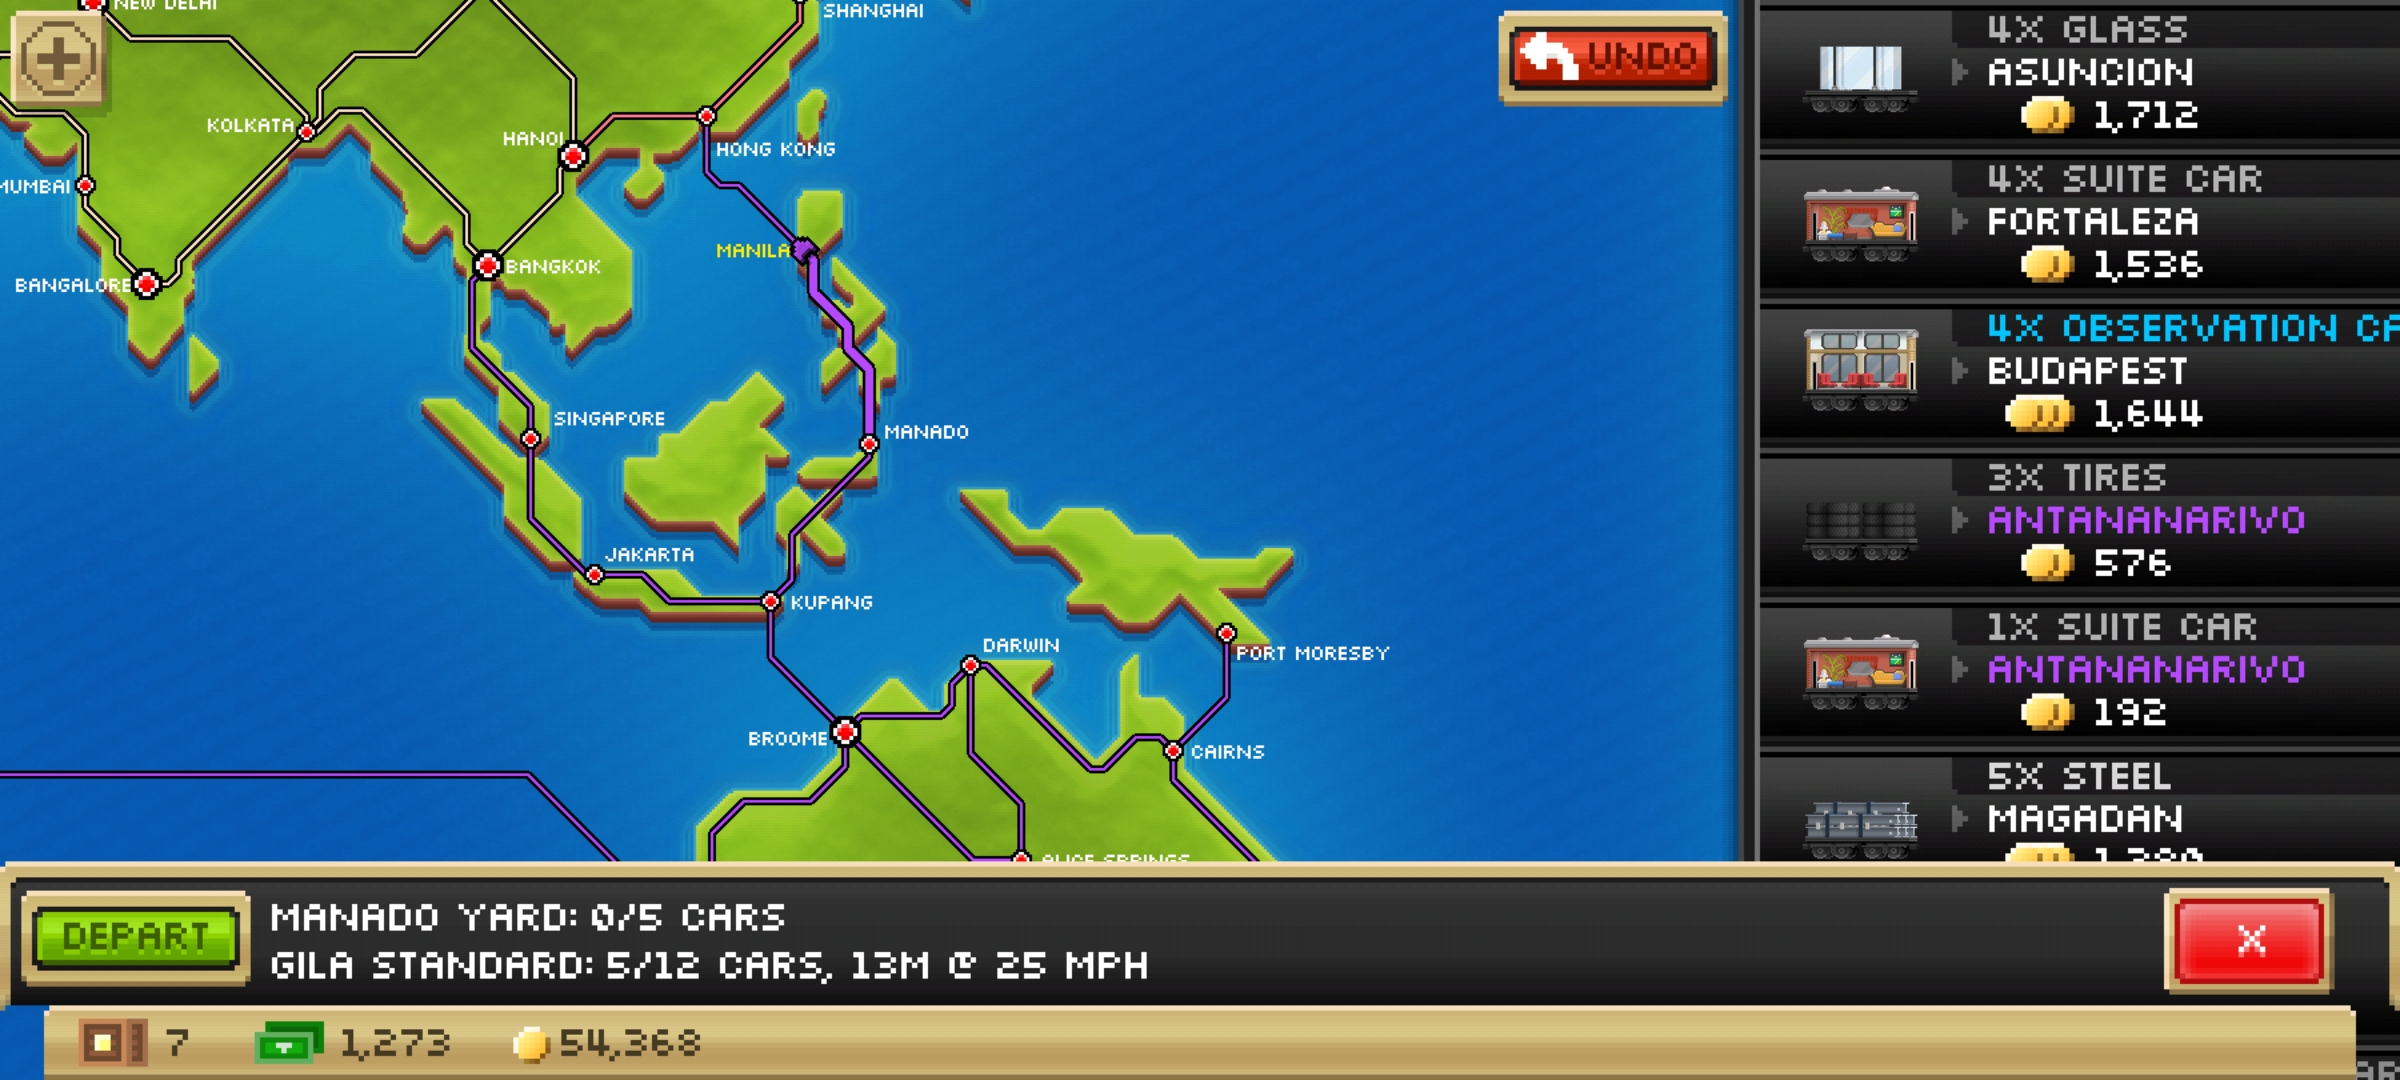 NEW DELHI
SHANGHAI
UNDO
KOLKATA
HANOI
HONG KONG
MUMBAI
MANILA
BANGALORE
BANGKOK
SINGAPORE
MANADO
JAKARTA
KUPANG
DARWIN
PORT MORESBY
BROOME
CAIRNS
ALICE SPRINGS
4X GLASS
ASUNCION
1,712
4X SUITE CAR
FORTALEZA
1,536
4X OBSERVATION CA
BUDAPEST
1,644
3X TIRES
ANTANANARIVO
576
1X SUITE CAR
ANTANANARIVO
192
5X STEEL
MAGADAN
DEPART
MANADO YARD: 0/5 CARS
GILA STANDARD: 5/12 CARS, 13M @ 25 MPH
X
7
1,273
54,368